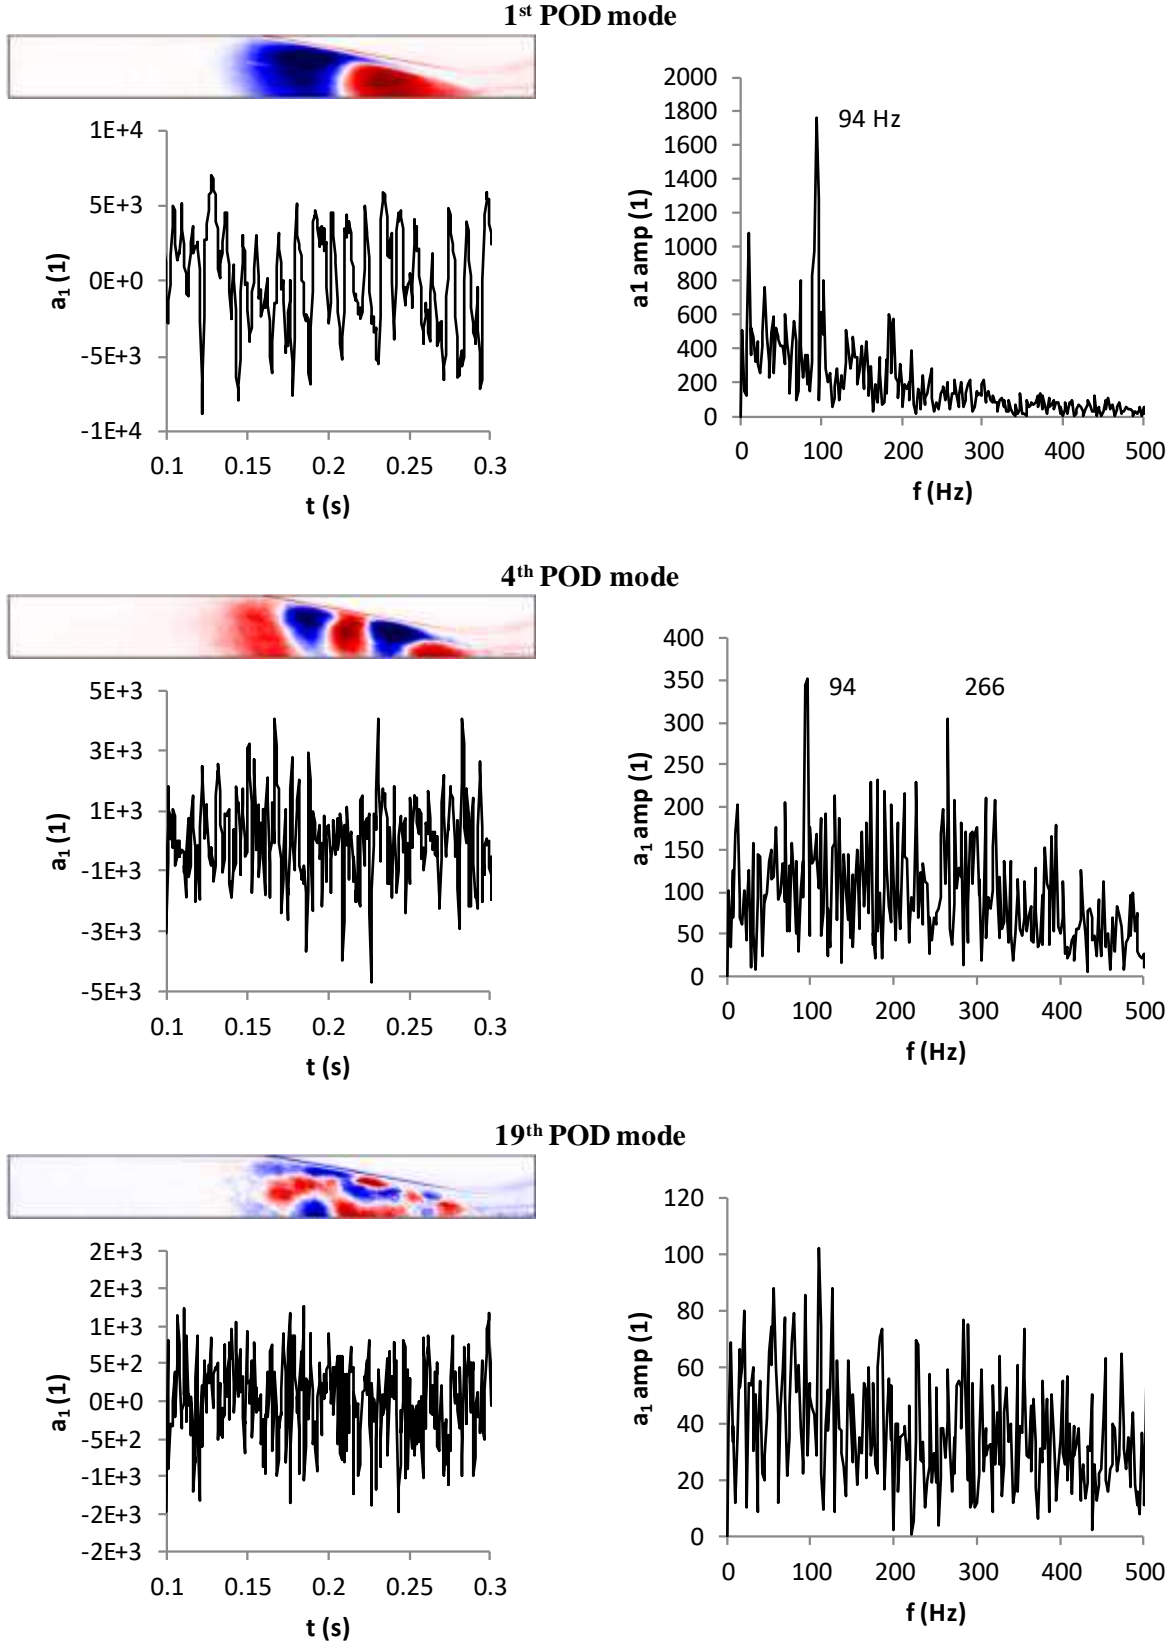 1st POD mode
1E+4
5E+3
0E+0
-5E+3
-1E+4
a1 (1)
0.1 0.15 0.2 0.25 0.3
t (s)
2000
1800
1600
1400
1200
1000
800
600
400
200
0
a1 amp (1)
94 Hz
0 100 200 300 400 500
f (Hz)
4th POD mode
5E+3
3E+3
1E+3
-1E+3
-3E+3
-5E+3
a1 (1)
0.1 0.15 0.2 0.25 0.3
t (s)
400
350
300
250
200
150
100
50
0
a1 amp (1)
94 266
0 100 200 300 400 500
f (Hz)
19th POD mode
2E+3
2E+3
1E+3
5E+2
0E+0
-5E+2
-1E+3
-2E+3
-2E+3
a1 (1)
0.1 0.15 0.2 0.25 0.3
t (s)
120
100
80
60
40
20
0
a1 amp (1)
0 100 200 300 400 500
f (Hz)